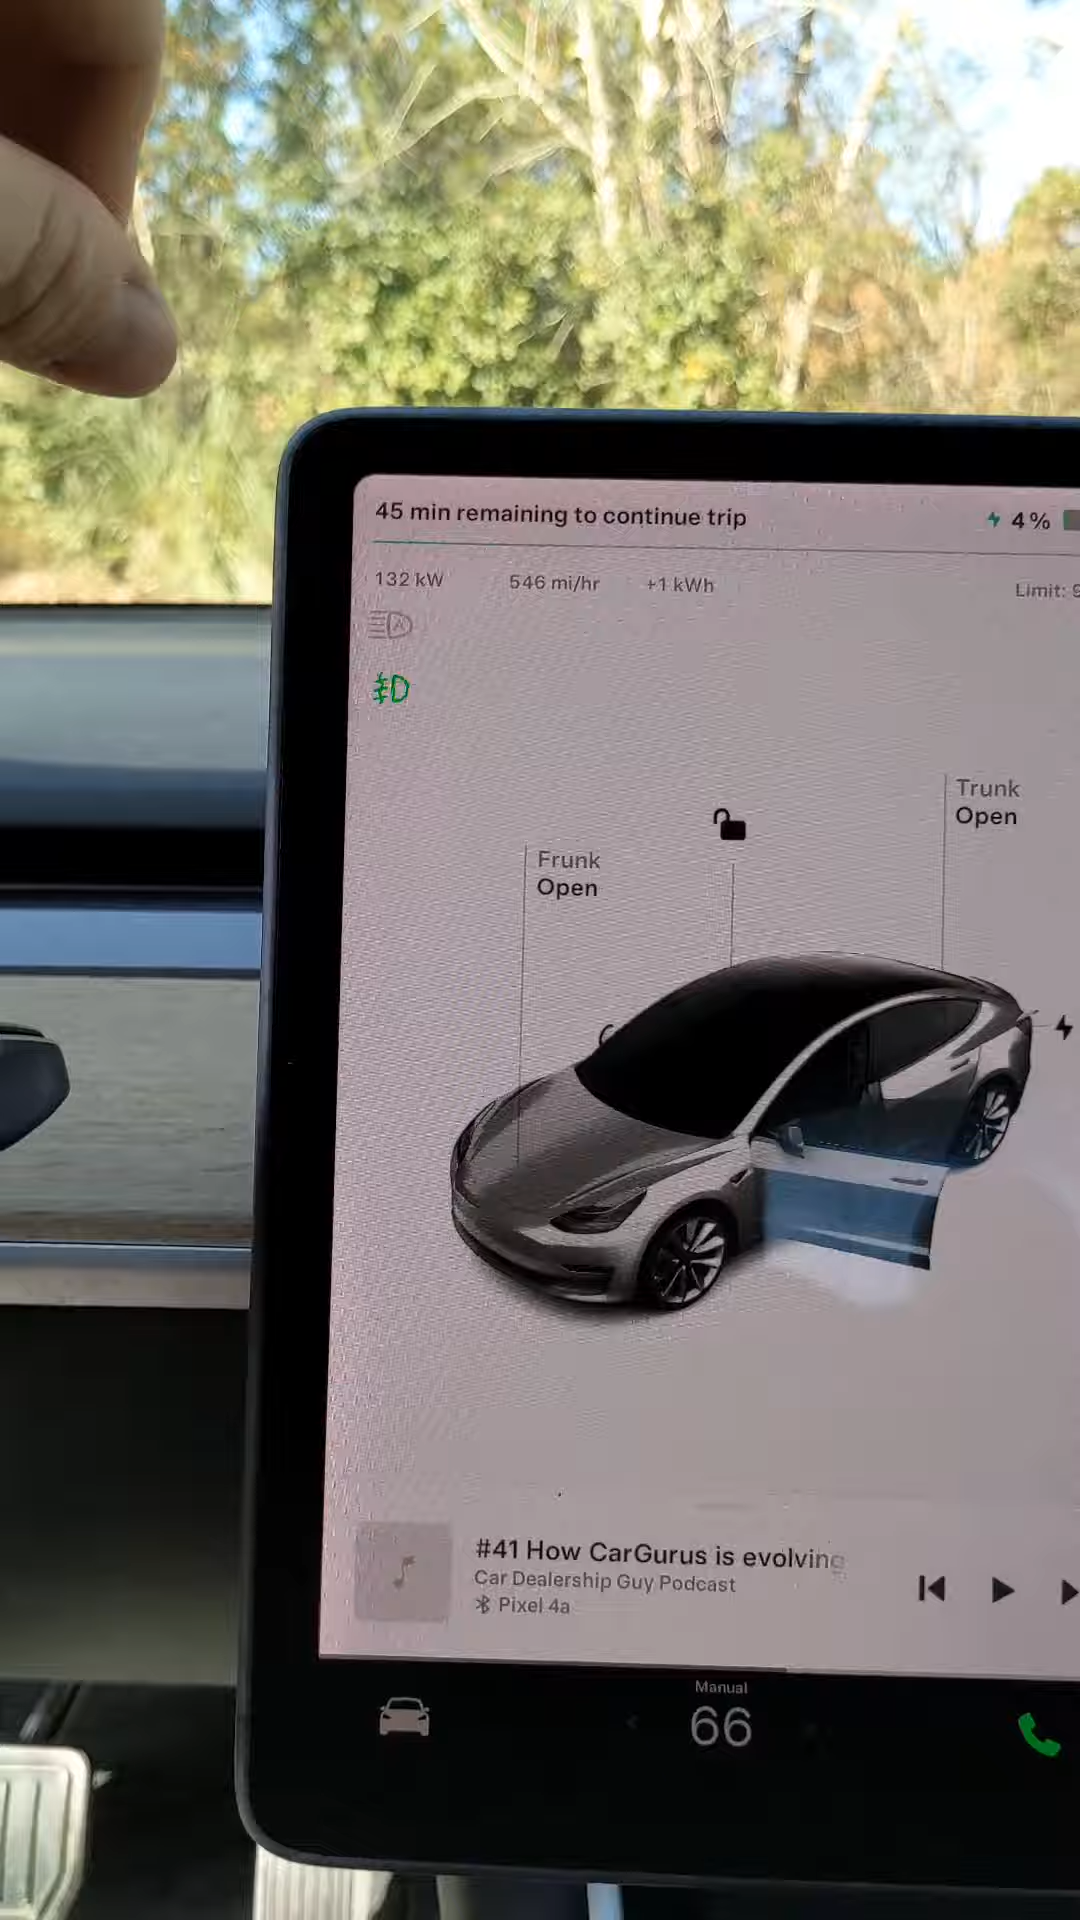 45 min remaining to continue trip
4%
132 kW 546 mi/hr +1 kWh
Limit:
Trunk
Open
Frunk
Open
#41 How CarGurus is evolving
Car Dealership Guy Podcast
Pixel 4a
Manual
66